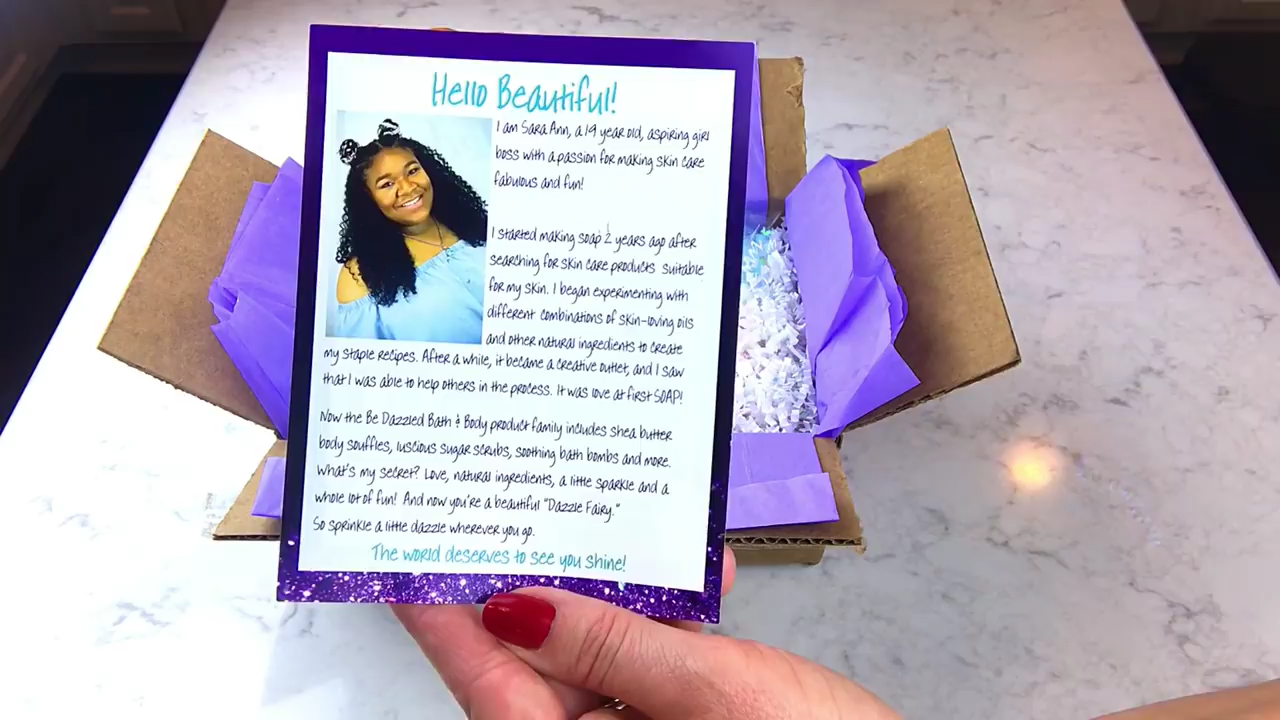 Hello Beautiful!
I am Sara Ann, a 19 year old, aspiring girl
boss with a passion for making skin care
fabulous and fun!
I started making soap 2 years ago after
searching for skin care products suitable
for my skin. I began experimenting with
different combinations of skin-loving oils
and other natural ingredients to create
my staple recipes. After a while, it became a creative outlet, and I saw
that I was able to help others in the process. It was love at first SOAP!
Now the Be Dazzled Bath & Body product family includes shea butter
body souffles, luscious sugar scrubs, soothing bath bombs and more.
What's my secret? Love, natural ingredients, a little sparkle and a
whole lot of fun! And now you're a beautiful "Dazzle Fairy."
So sprinkle a little dazzle wherever you go.
The world deserves to see you shine!